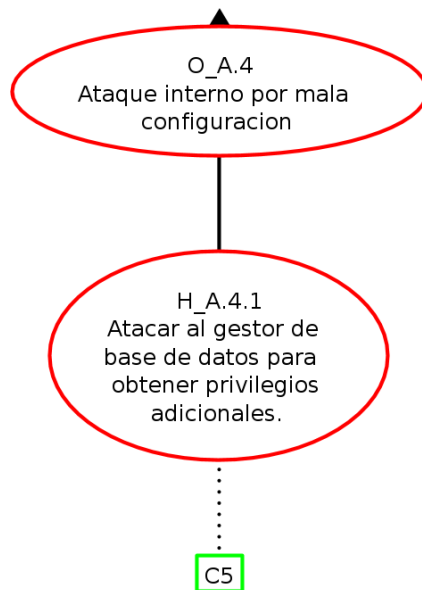 O_A.4
Ataque interno por mala
configuracion
H_A.4.1
Atacar al gestor de
base de datos para
obtener privilegios
adicionales.
C5